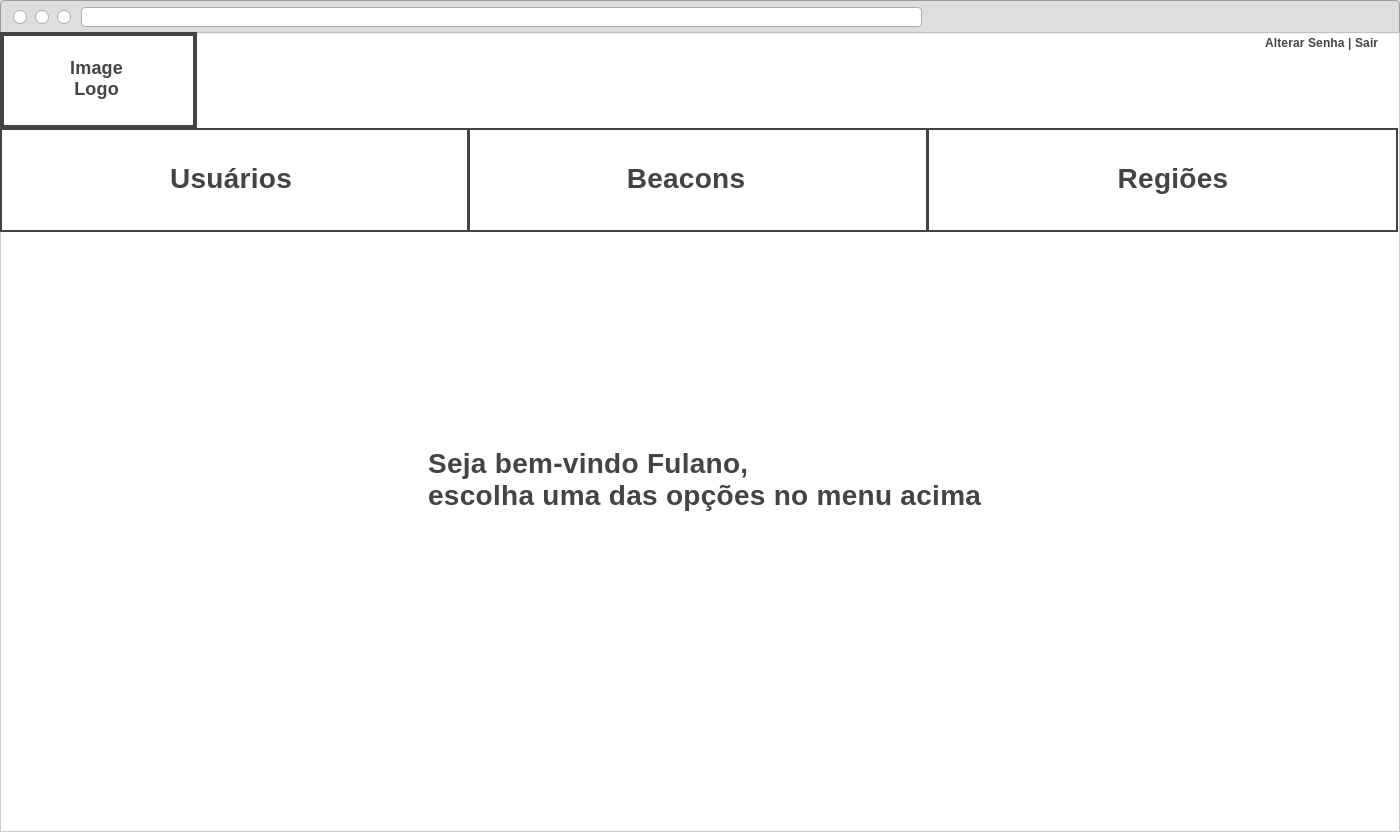 Alterar Senha | Sair
Image
Logo
Usuários
Beacons
Regiões
Seja bem-vindo Fulano,
escolha uma das opções no menu acima